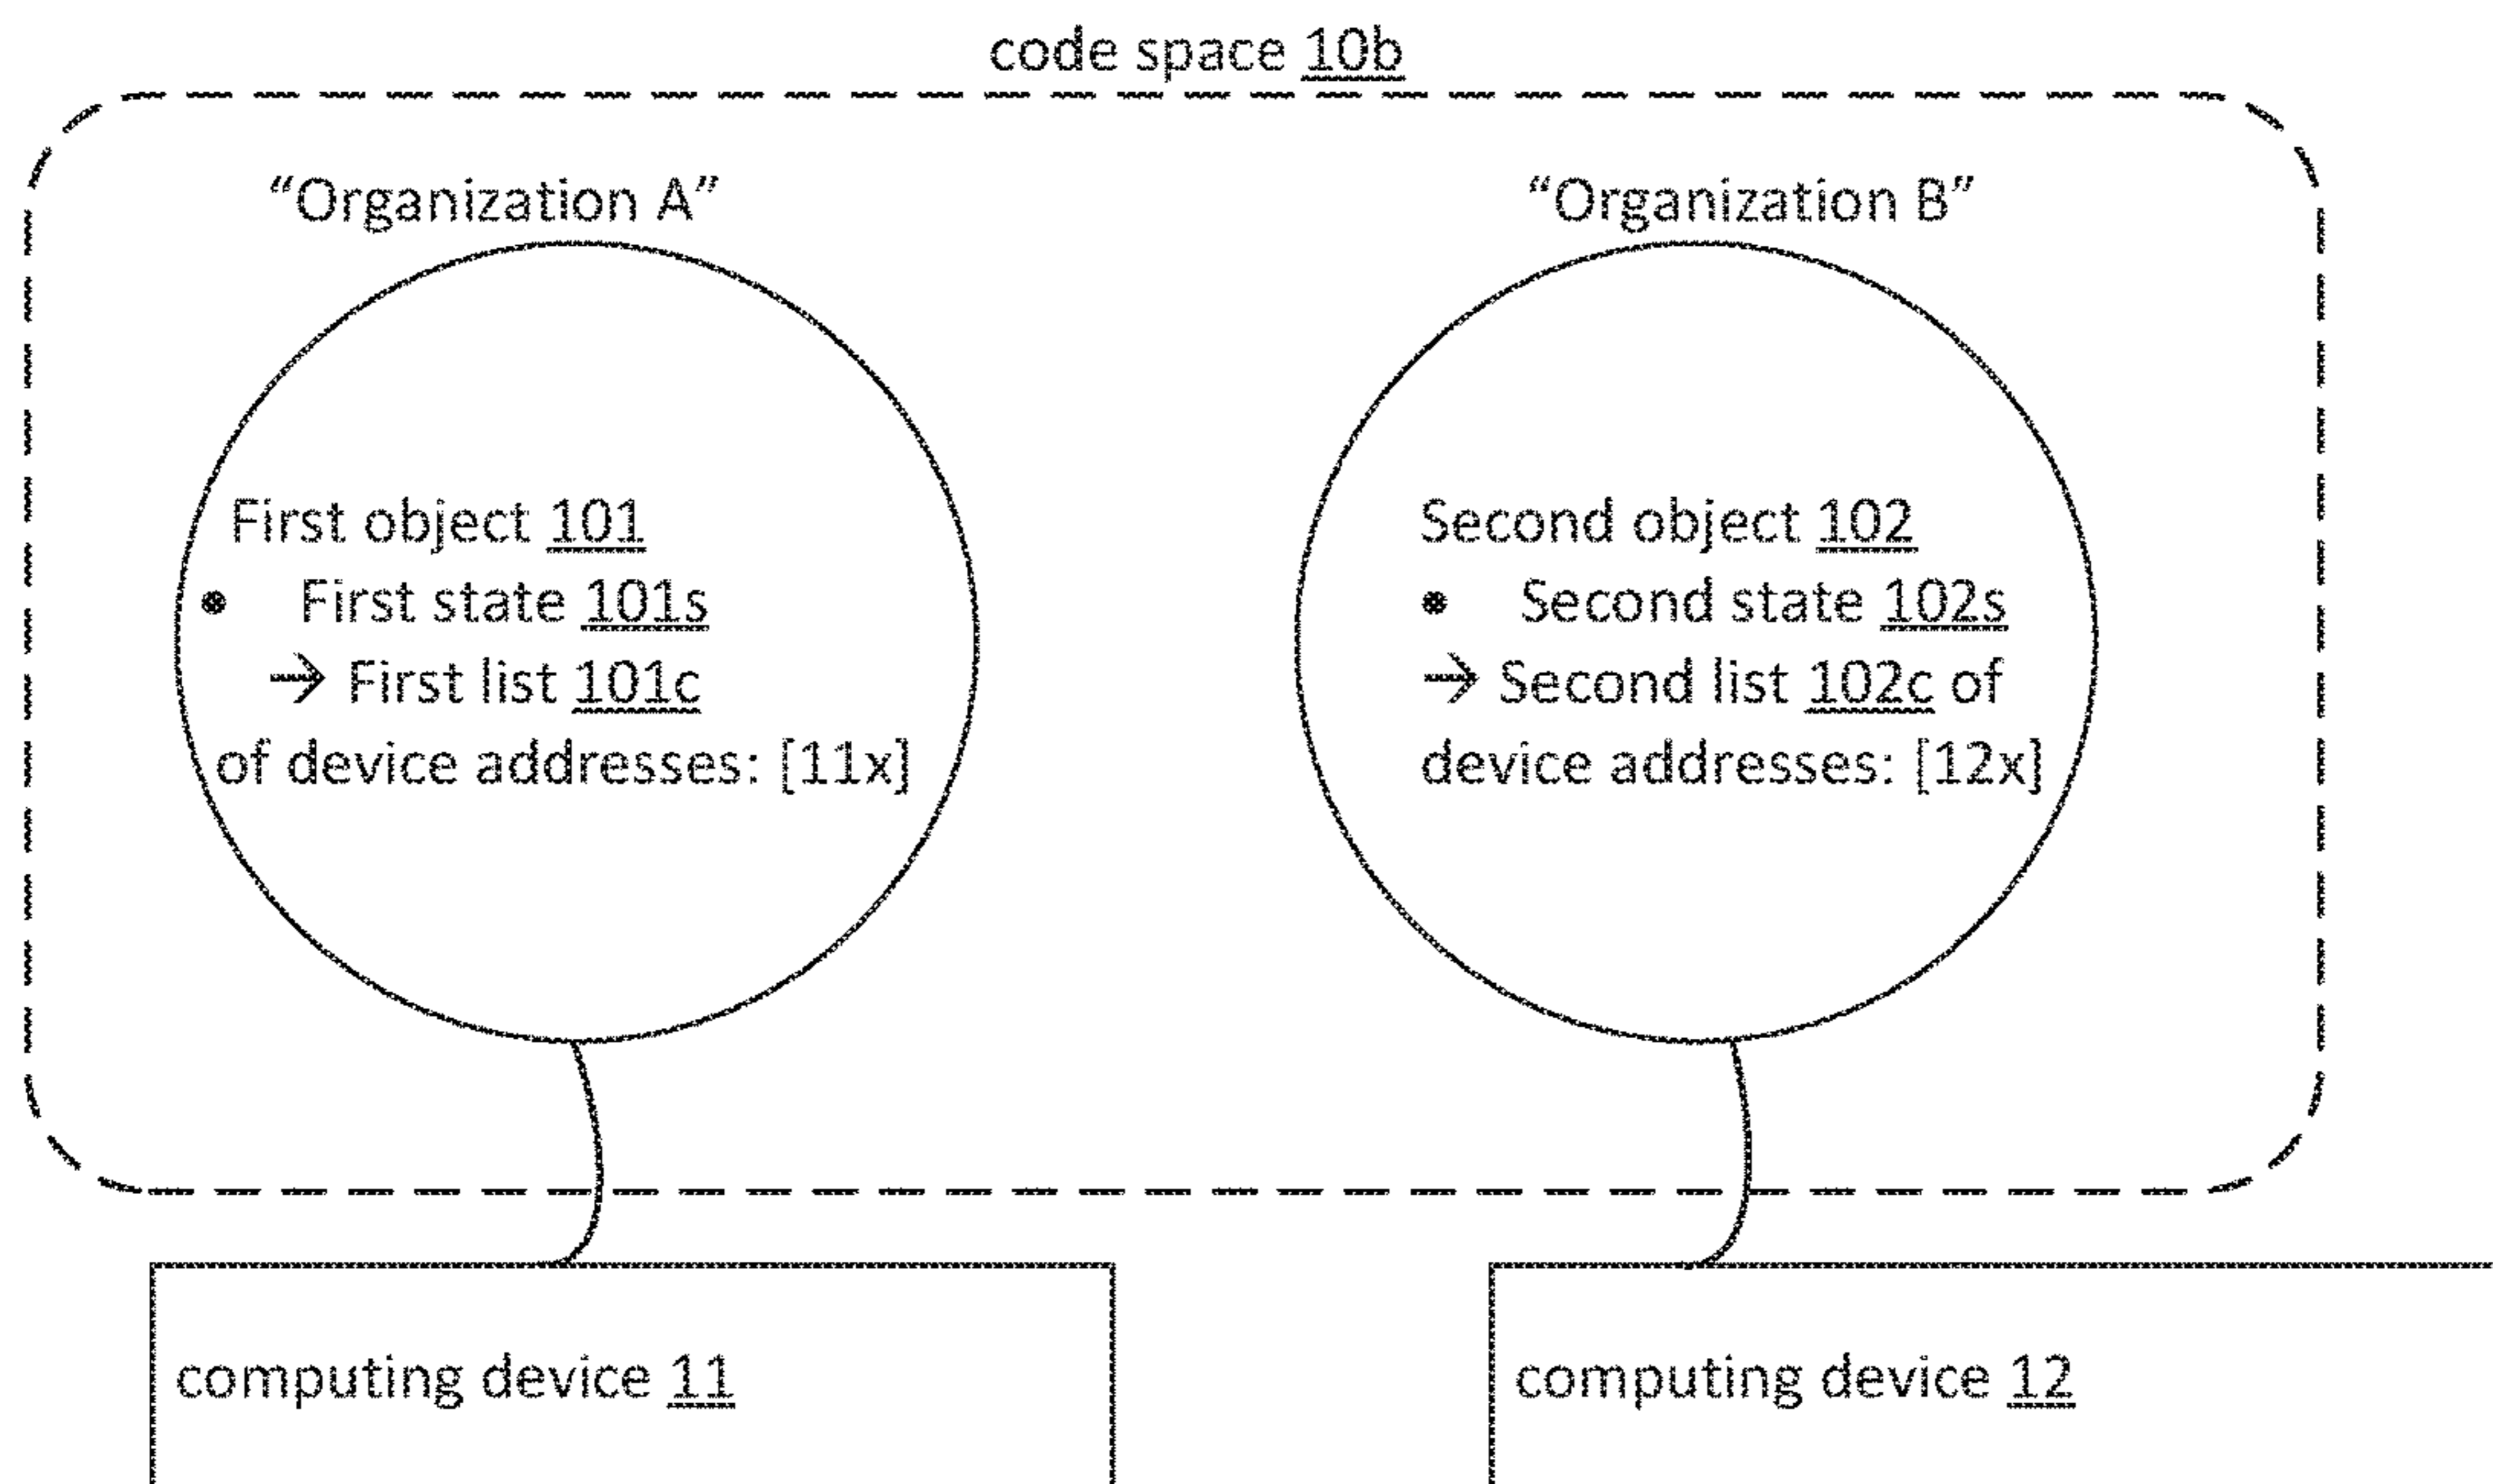 code space 10b
“Organization A”
“Organization B”
First object 101
• First state 101s
→ First list 101c
of device addresses: [11x]
Second object 102
• Second state 102s
→ Second list 102c of
device addresses: [12x]
computing device 11
computing device 12